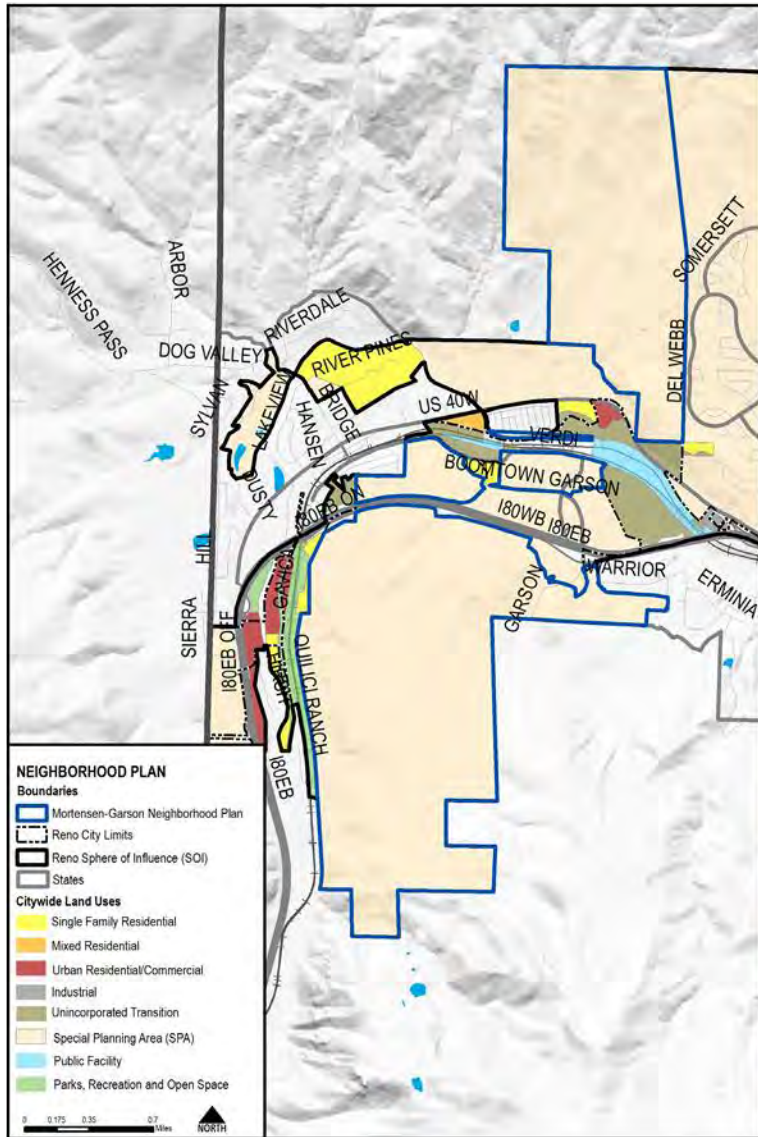 SOMERSETT
ARBOR
HENNESS PASS
RIVERDALE
DOG VALLEY
RIVER PINES
DEL WEBB
SYLVAN
LAKEVIEW
BRIDGE
HANSEN
US 40W
VERDI
BOOMTOWN GARSON
DUSTY
I80EB ON
I80WB I80EB
HILL
GAVICA
WARRIOR
GARSON
ERMINIA
SIERRA
I80EB OFF
QUILICI RANCH
I80EB
NEIGHBORHOOD PLAN
Boundaries
Mortensen-Garson Neighborhood Plan
Reno City Limits
Reno Sphere of Influence (SOI)
States
Citywide Land Uses
Single Family Residential
Mixed Residential
Urban Residential/Commercial
Industrial
Unincorporated Transition
Special Planning Area (SPA)
Public Facility
Parks, Recreation and Open Space
0 0.175 0.35 0.7
Miles
NORTH